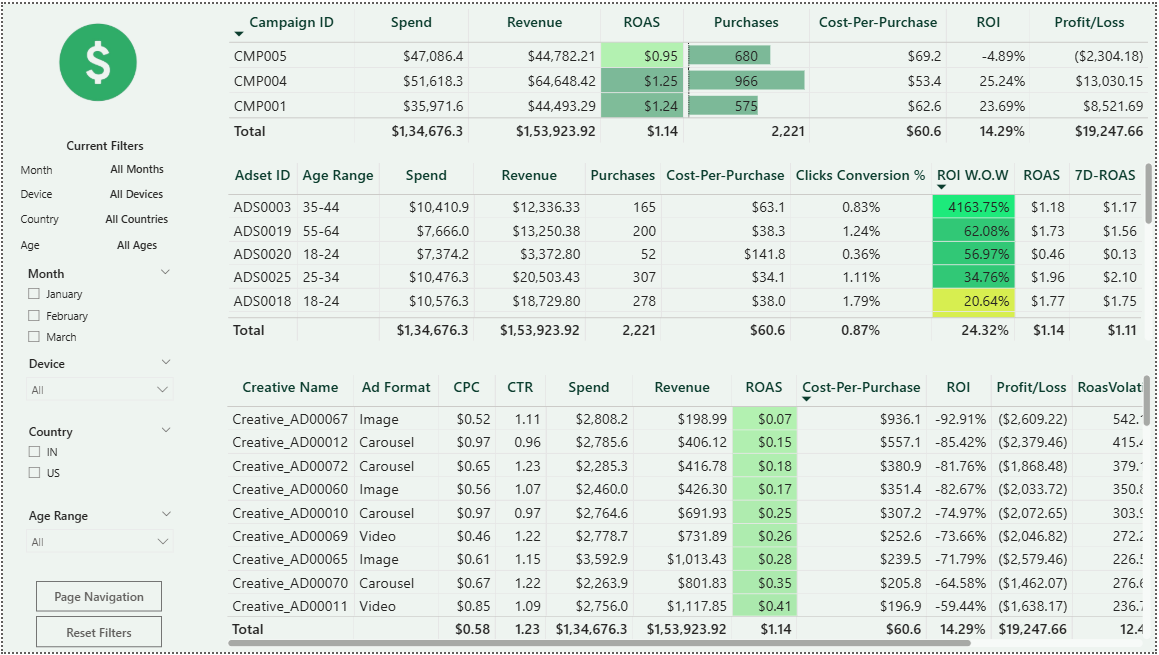 $
Current Filters
Month All Months
Device All Devices
Country All Countries
Age All Ages
Month
January
February
March
Device
All
Country
IN
US
Age Range
All
Page Navigation
Reset Filters
Campaign ID Spend Revenue ROAS Purchases Cost-Per-Purchase ROI Profit/Loss
CMP005 $47,086.4 $44,782.21 $0.95 680 $69.2 -4.89% ($2,304.18)
CMP004 $51,618.3 $64,648.42 $1.25 966 $53.4 25.24% $13,030.15
CMP001 $35,971.6 $44,493.29 $1.24 575 $62.6 23.69% $8,521.69
Total $1,34,676.3 $1,53,923.92 $1.14 2,221 $60.6 14.29% $19,247.66
Adset ID Age Range Spend Revenue Purchases Cost-Per-Purchase Clicks Conversion % ROI W.O.W ROAS 7D-ROAS
ADS0003 35-44 $10,410.9 $12,336.33 165 $63.1 0.83% 4163.75% $1.18 $1.17
ADS0019 55-64 $7,666.0 $13,250.38 200 $38.3 1.24% 62.08% $1.73 $1.56
ADS0020 18-24 $7,374.2 $3,372.80 52 $141.8 0.36% 56.97% $0.46 $0.13
ADS0025 25-34 $10,476.3 $20,503.43 307 $34.1 1.11% 34.76% $1.96 $2.10
ADS0018 18-24 $10,576.3 $18,729.80 278 $38.0 1.79% 20.64% $1.77 $1.75
Total $1,34,676.3 $1,53,923.92 2,221 $60.6 0.87% 24.32% $1.14 $1.11
Creative Name Ad Format CPC CTR Spend Revenue ROAS Cost-Per-Purchase ROI Profit/Loss RoasVolati
Creative_AD00067 Image $0.52 1.11 $2,808.2 $198.99 $0.07 $936.1 -92.91% ($2,609.22) 542.
Creative_AD00012 Carousel $0.97 0.96 $2,785.6 $406.12 $0.15 $557.1 -85.42% ($2,379.46) 415.
Creative_AD00072 Carousel $0.65 1.23 $2,285.3 $416.78 $0.18 $380.9 -81.76% ($1,868.48) 379.
Creative_AD00060 Image $0.56 1.07 $2,460.0 $426.30 $0.17 $351.4 -82.67% ($2,033.72) 350.
Creative_AD00010 Carousel $0.97 0.97 $2,764.6 $691.93 $0.25 $307.2 -74.97% ($2,072.65) 303.
Creative_AD00069 Video $0.46 1.22 $2,778.7 $731.89 $0.26 $252.6 -73.66% ($2,046.82) 272.
Creative_AD00065 Image $0.61 1.15 $3,592.9 $1,013.43 $0.28 $239.5 -71.79% ($2,579.46) 226.
Creative_AD00070 Carousel $0.67 1.22 $2,263.9 $801.83 $0.35 $205.8 -64.58% ($1,462.07) 276.
Creative_AD00011 Video $0.85 1.09 $2,756.0 $1,117.85 $0.41 $196.9 -59.44% ($1,638.17) 236.
Total $0.58 1.23 $1,34,676.3 $1,53,923.92 $1.14 $60.6 14.29% $19,247.66 12.